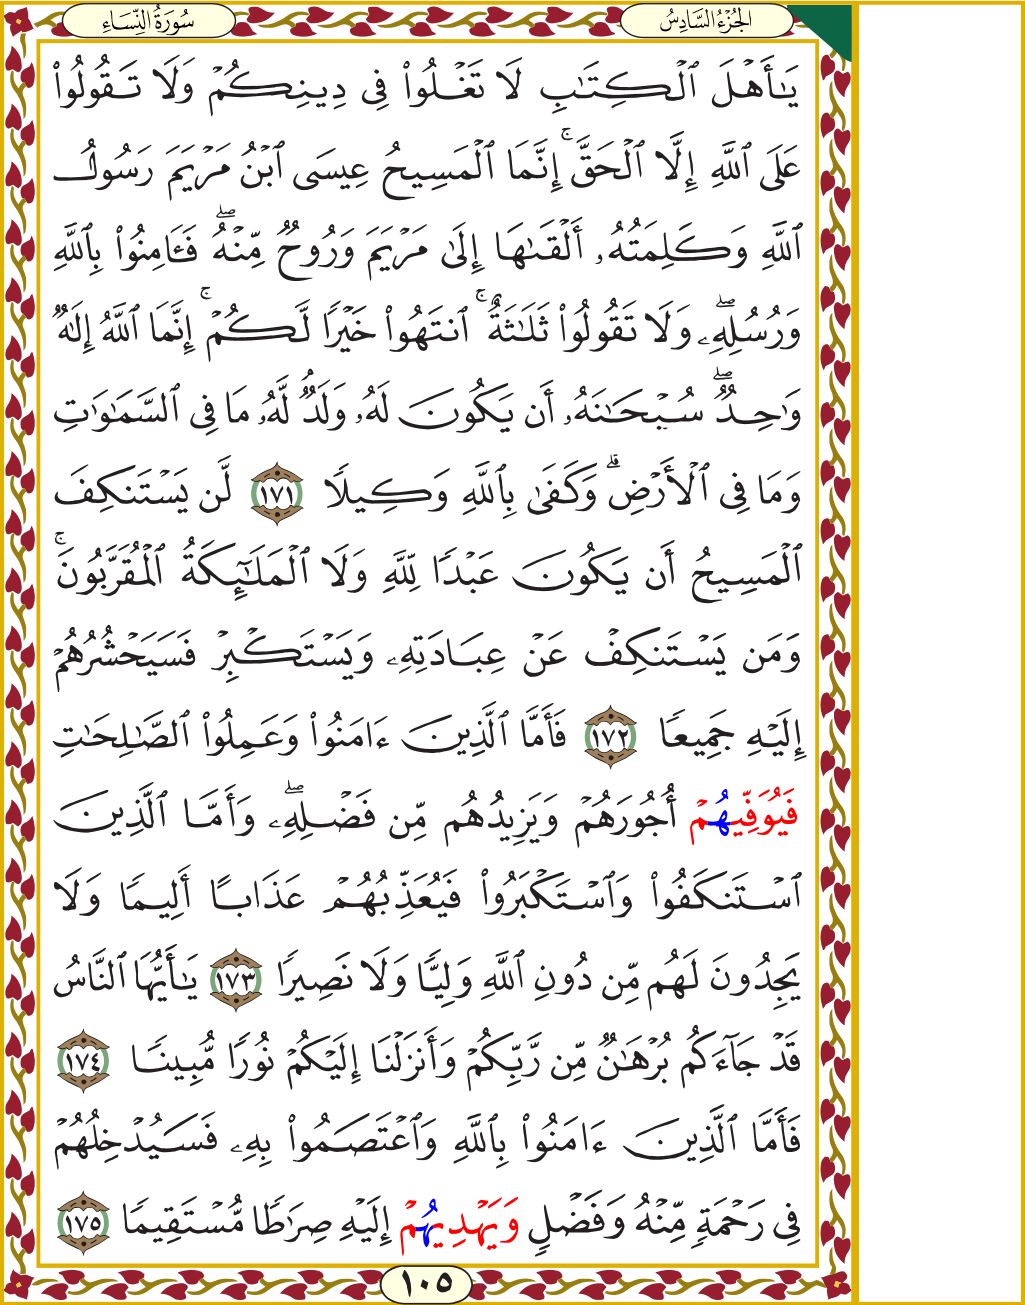 الجُزْءُ السَّادِسُ
سُورَةُ النِّسَاءِ
يَـٰٓأَهْلَ ٱلْكِتَـٰبِ لَا تَغْلُوا۟ فِى دِينِكُمْ وَلَا تَقُولُوا۟
عَلَى ٱللَّهِ إِلَّا ٱلْحَقَّ ۚ إِنَّمَا ٱلْمَسِيحُ عِيسَى ٱبْنُ مَرْيَمَ رَسُولُ
ٱللَّهِ وَكَلِمَتُهُۥ أَلْقَىٰهَا إِلَىٰ مَرْيَمَ وَرُوحٌ مِّنْهُ ۖ فَـَٔامِنُوا۟ بِٱللَّهِ
وَرُسُلِهِۦ ۖ وَلَا تَقُولُوا۟ ثَلَـٰثَةٌ ۚ ٱنتَهُوا۟ خَيْرًا لَّكُمْ ۚ إِنَّمَا ٱللَّهُ إِلَـٰهٌ
وَٰحِدٌ ۖ سُبْحَـٰنَهُۥٓ أَن يَكُونَ لَهُۥ وَلَدٌ ۘ لَّهُۥ مَا فِى ٱلسَّمَـٰوَٰتِ
وَمَا فِى ٱلْأَرْضِ ۗ وَكَفَىٰ بِٱللَّهِ وَكِيلًا ١٧١ لَّن يَسْتَنكِفَ
ٱلْمَسِيحُ أَن يَكُونَ عَبْدًا لِّلَّهِ وَلَا ٱلْمَلَـٰٓئِكَةُ ٱلْمُقَرَّبُونَ ۚ
وَمَن يَسْتَنكِفْ عَنْ عِبَادَتِهِۦ وَيَسْتَكْبِرْ فَسَيَحْشُرُهُمْ
إِلَيْهِ جَمِيعًا ١٧٢ فَأَمَّا ٱلَّذِينَ ءَامَنُوا۟ وَعَمِلُوا۟ ٱلصَّـٰلِحَـٰتِ
فَيُوَفِّيهُمْ أُجُورَهُمْ وَيَزِيدُهُم مِّن فَضْلِهِۦ ۖ وَأَمَّا ٱلَّذِينَ
ٱسْتَنكَفُوا۟ وَٱسْتَكْبَرُوا۟ فَيُعَذِّبُهُمْ عَذَابًا أَلِيمًا وَلَا
يَجِدُونَ لَهُم مِّن دُونِ ٱللَّهِ وَلِيًّا وَلَا نَصِيرًا ١٧٣ يَـٰٓأَيُّهَا ٱلنَّاسُ
قَدْ جَآءَكُم بُرْهَـٰنٌ مِّن رَّبِّكُمْ وَأَنزَلْنَآ إِلَيْكُمْ نُورًا مُّبِينًا ١٧٤
فَأَمَّا ٱلَّذِينَ ءَامَنُوا۟ بِٱللَّهِ وَٱعْتَصَمُوا۟ بِهِۦ فَسَيُدْخِلُهُمْ
فِى رَحْمَةٍ مِّنْهُ وَفَضْلٍ وَيَهْدِيهُمْ إِلَيْهِ صِرَٰطًا مُّسْتَقِيمًا ١٧٥
١٠٥